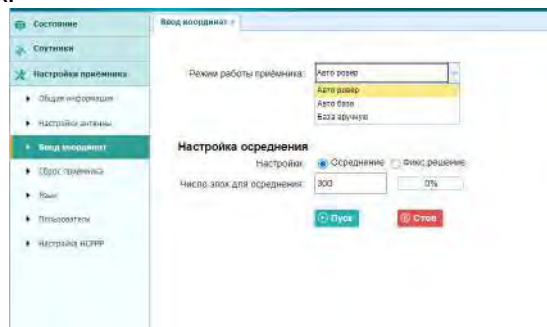 Состояние
Спутники
Настройки приёмника
Общая информация
Настройки антенны
Ввод координат
Сброс приёмника
Язык
Пользователи
Настройка HCPPP
Ввод координат ×
Режим работы приёмника: Авто ровер
Авто ровер
Авто база
База вручную
Настройка осреднения
Настройки: Осреднение Фикс.решение
Число эпох для осреднения: 300 0%
Пуск Стоп